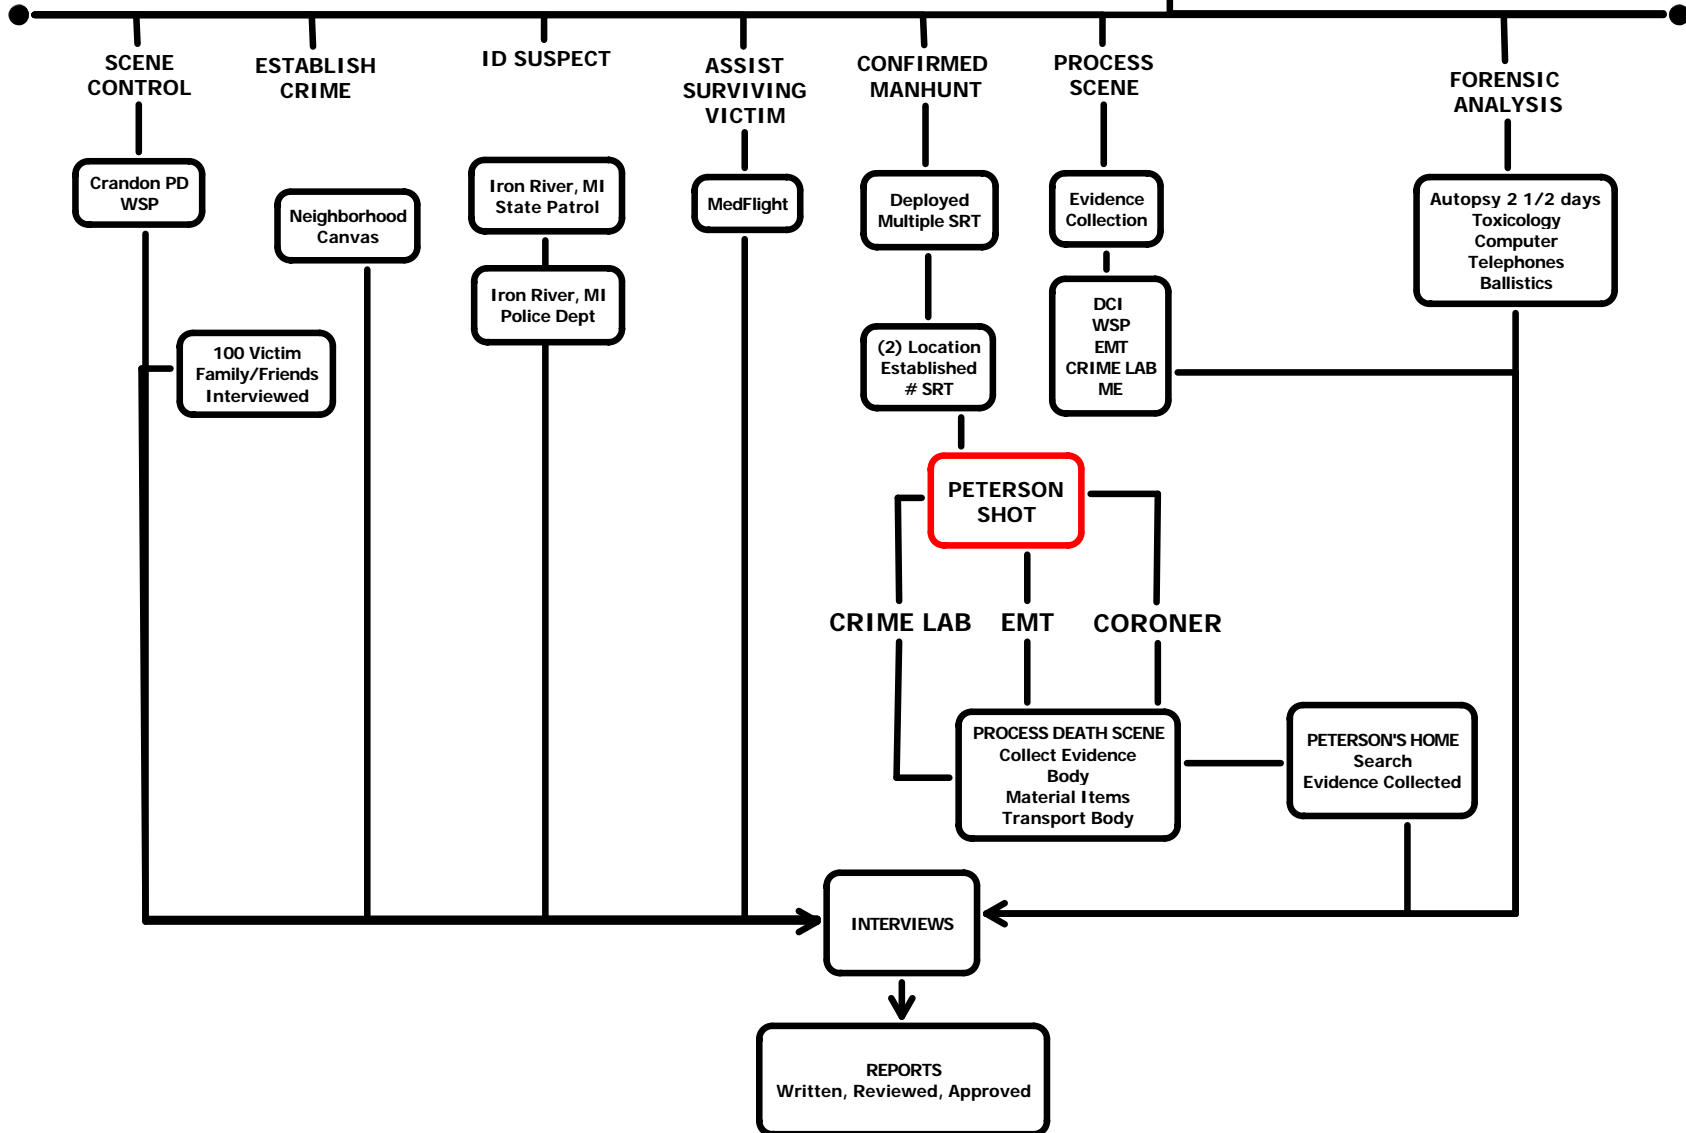 SCENE
CONTROL
ESTABLISH
CRIME
ID SUSPECT
ASSIST
SURVIVING
VICTIM
CONFIRMED
MANHUNT
PROCESS
SCENE
FORENSIC
ANALYSIS
Crandon PD
WSP
Neighborhood
Canvas
Iron River, MI
State Patrol
MedFlight
Deployed
Multiple SRT
Evidence
Collection
Autopsy 2 1/2 days
Toxicology
Computer
Telephones
Ballistics
Iron River, MI
Police Dept
DCI
WSP
EMT
CRIME LAB
ME
100 Victim
Family/Friends
Interviewed
(2) Location
Established
# SRT
PETERSON
SHOT
CRIME LAB
EMT
CORONER
PROCESS DEATH SCENE
Collect Evidence
Body
Material Items
Transport Body
PETERSON'S HOME
Search
Evidence Collected
INTERVIEWS
REPORTS
Written, Reviewed, Approved